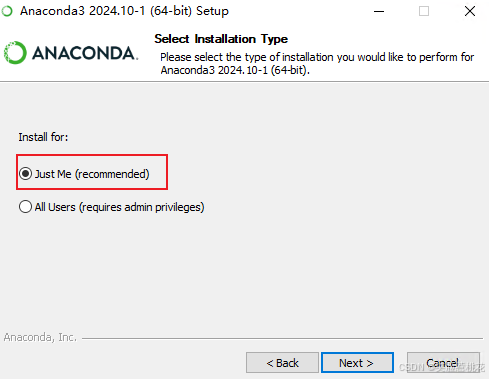 Anaconda3 2024.10-1 (64-bit) Setup
ANACONDA.
Select Installation Type
Please select the type of installation you would like to perform for
Anaconda3 2024.10-1 (64-bit).
Install for:
Just Me (recommended)
All Users (requires admin privileges)
Anaconda, Inc.
< Back
Next >
Cancel